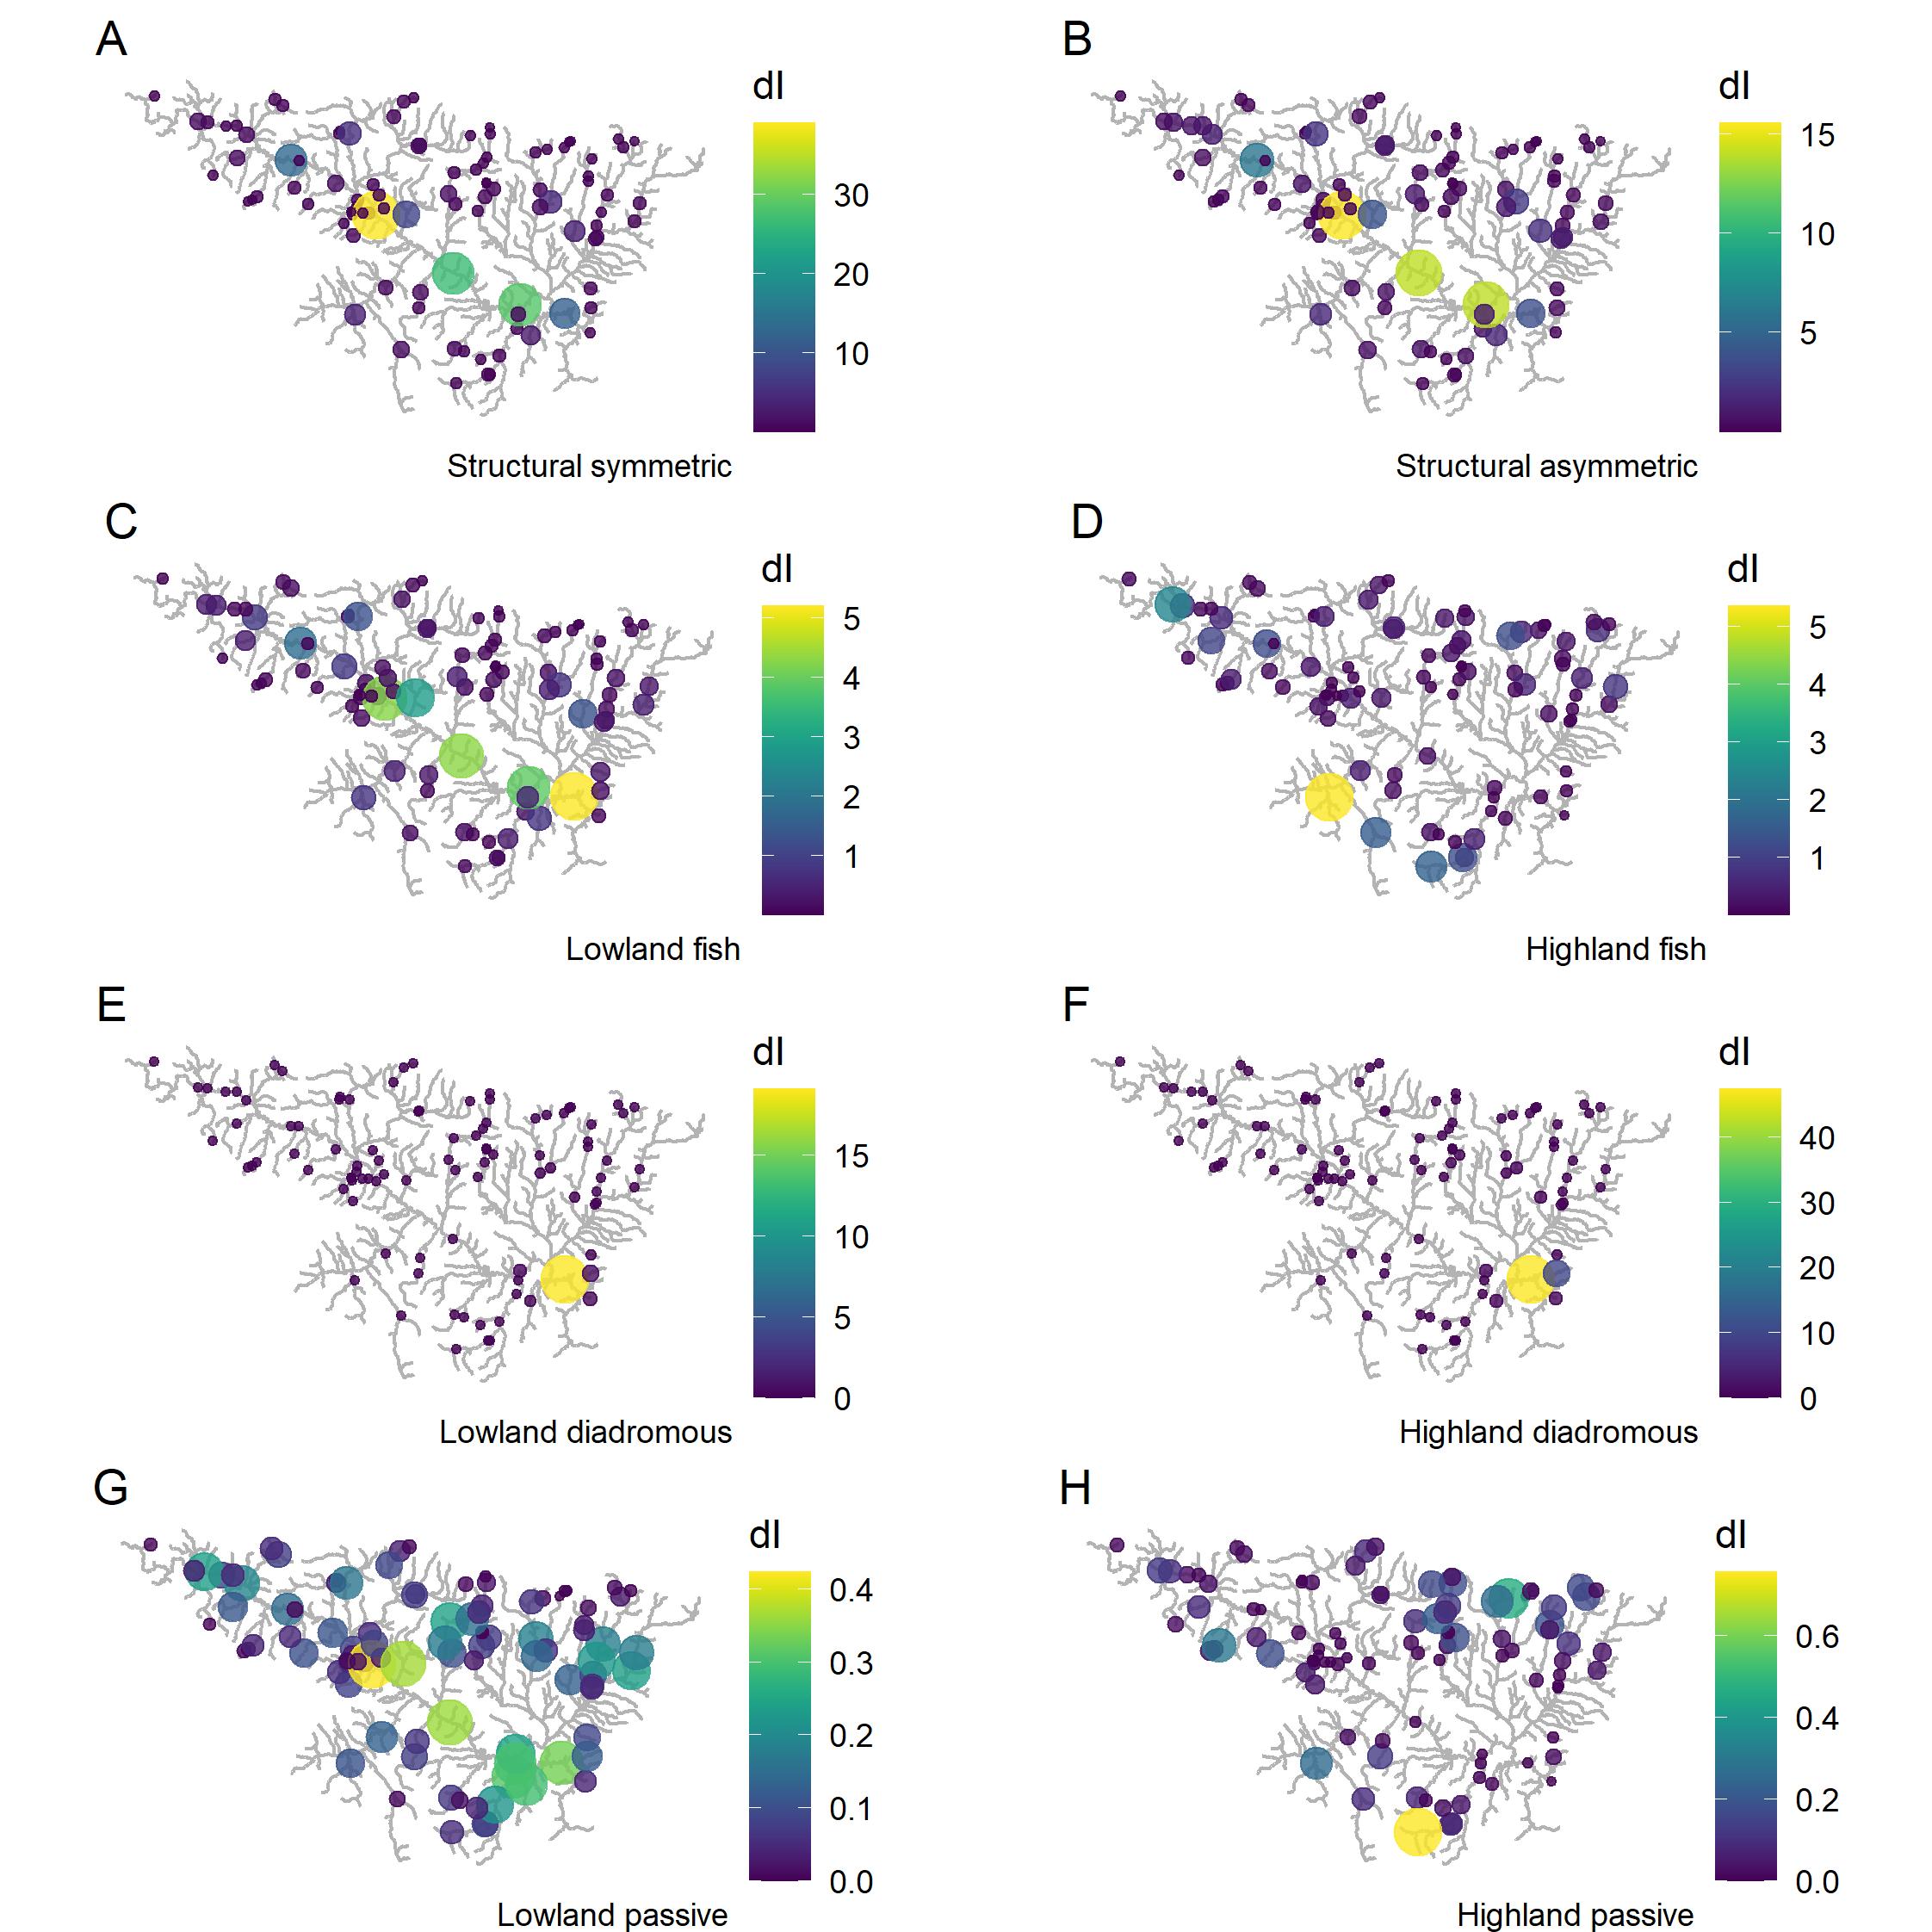 A
dI
30
20
10
Structural symmetric
B
dI
15
10
5
Structural asymmetric
C
dI
5
4
3
2
1
Lowland fish
D
dI
5
4
3
2
1
Highland fish
E
dI
15
10
5
0
Lowland diadromous
F
dI
40
30
20
10
0
Highland diadromous
G
dI
0.4
0.3
0.2
0.1
0.0
Lowland passive
H
dI
0.6
0.4
0.2
0.0
Highland passive